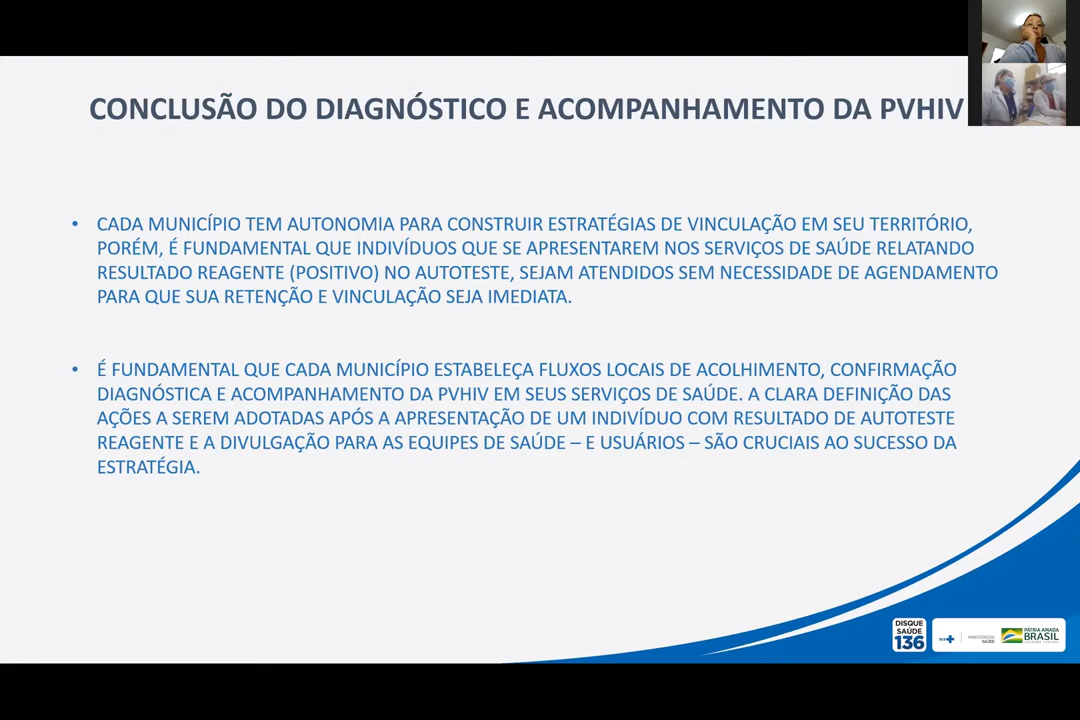 CONCLUSÃO DO DIAGNÓSTICO E ACOMPANHAMENTO DA PVHIV
• CADA MUNICÍPIO TEM AUTONOMIA PARA CONSTRUIR ESTRATÉGIAS DE VINCULAÇÃO EM SEU TERRITÓRIO,
PORÉM, É FUNDAMENTAL QUE INDIVÍDUOS QUE SE APRESENTAREM NOS SERVIÇOS DE SAÚDE RELATANDO
RESULTADO REAGENTE (POSITIVO) NO AUTOTESTE, SEJAM ATENDIDOS SEM NECESSIDADE DE AGENDAMENTO
PARA QUE SUA RETENÇÃO E VINCULAÇÃO SEJA IMEDIATA.
• É FUNDAMENTAL QUE CADA MUNICÍPIO ESTABELEÇA FLUXOS LOCAIS DE ACOLHIMENTO, CONFIRMAÇÃO
DIAGNÓSTICA E ACOMPANHAMENTO DA PVHIV EM SEUS SERVIÇOS DE SAÚDE. A CLARA DEFINIÇÃO DAS
AÇÕES A SEREM ADOTADAS APÓS A APRESENTAÇÃO DE UM INDIVÍDUO COM RESULTADO DE AUTOTESTE
REAGENTE E A DIVULGAÇÃO PARA AS EQUIPES DE SAÚDE – E USUÁRIOS – SÃO CRUCIAIS AO SUCESSO DA
ESTRATÉGIA.
DISQUE
SAÚDE
136
SUS
MINISTÉRIO DA
SAÚDE
PÁTRIA AMADA
BRASIL